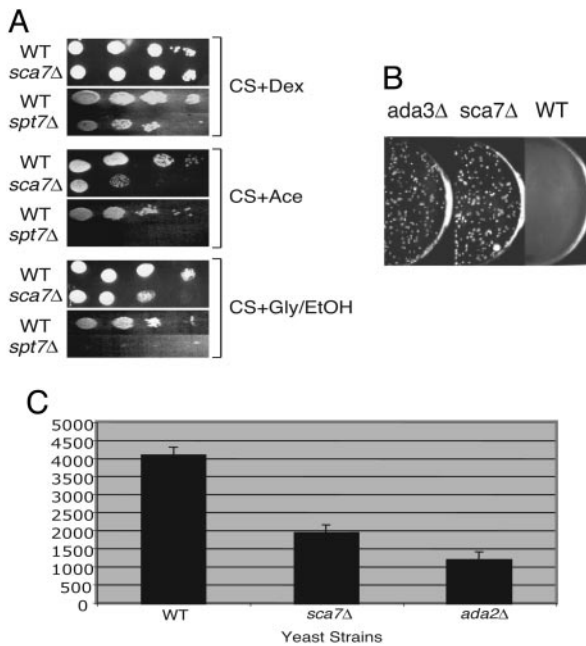 A
WT
sca7Δ
WT
spt7Δ
CS+Dex
WT
sca7Δ
WT
spt7Δ
CS+Ace
WT
sca7Δ
WT
spt7Δ
CS+Gly/EtOH
B
ada3Δ sca7Δ WT
C
5000
4500
4000
3500
3000
2500
2000
1500
1000
500
0
WT sca7Δ ada2Δ
Yeast Strains